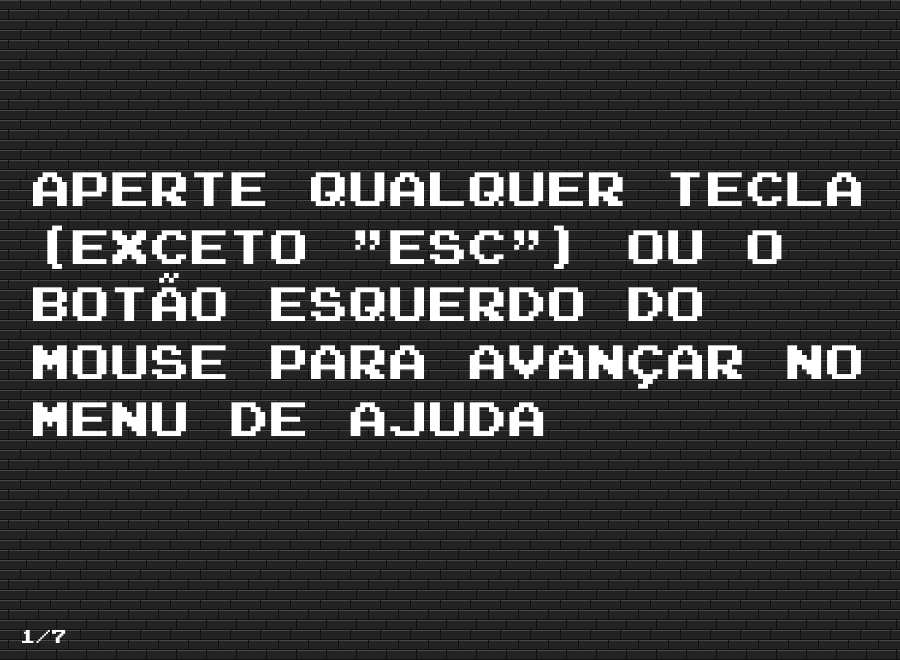 APERTE QUALQUER TECLA
(EXCETO ”ESC”) OU O
BOTÃO ESQUERDO DO
MOUSE PARA AVANÇAR NO
MENU DE AJUDA
1/7